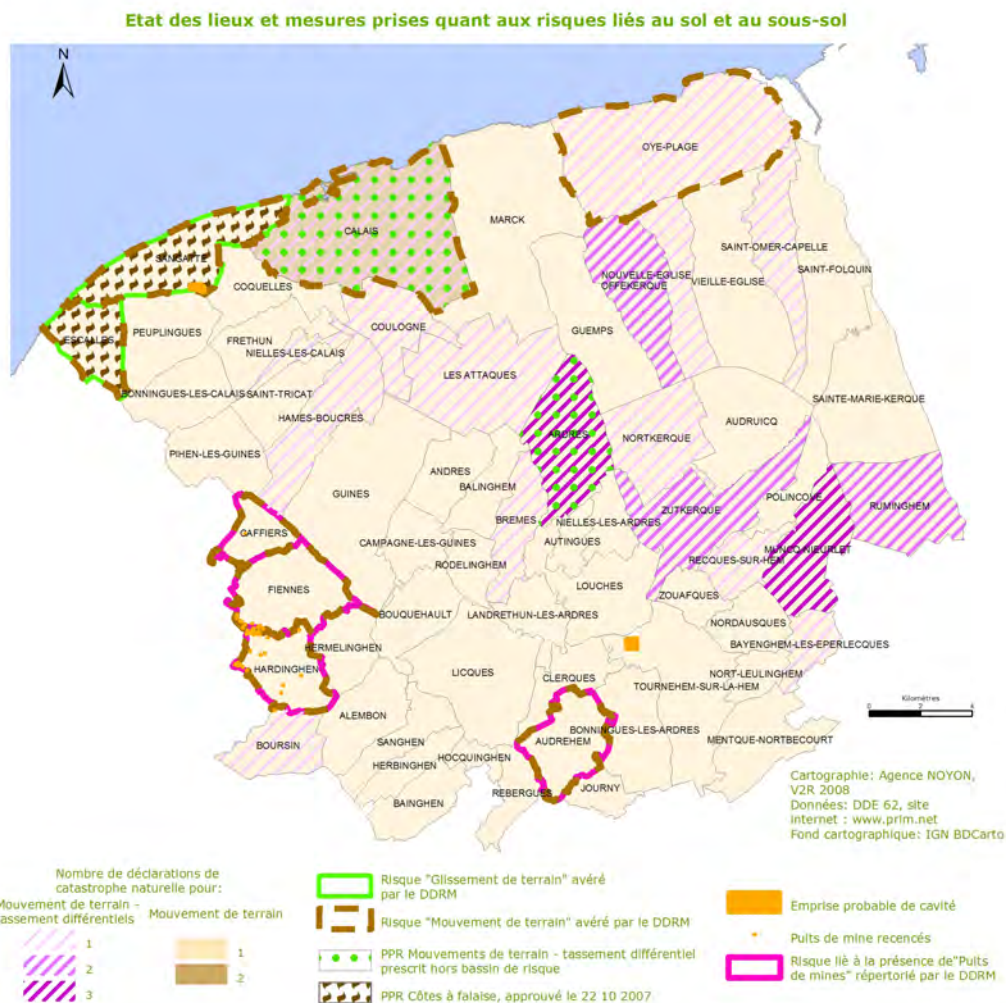 Etat des lieux et mesures prises quant aux risques liés au sol et au sous-sol
N
OYE-PLAGE
CALAIS
MARCK
SANGATTE
SAINT-OMER-CAPELLE
SAINT-FOLQUIN
NOUVELLE-EGLISE
OFFEKERQUE
VIEILLE-EGLISE
COQUELLES
PEUPLINGUES
COULOGNE
GUEMPS
ESCALLES
FRETHUN
NIELLES-LES-CALAIS
LES ATTAQUES
BONNINGUES-LES-CALAIS
SAINT-TRICAT
SAINTE-MARIE-KERQUE
HAMES-BOUCRES
AUDRUICQ
ARDRES
NORTKERQUE
PIHEN-LES-GUINES
ANDRES
BALINGHEM
GUINES
POLINCOVE
RUMINGHEM
ZUTKERQUE
BREMES
NIELLES-LES-ARDRES
CAFFIERS
CAMPAGNE-LES-GUINES
AUTINGUES
MUNCQ-NIEURLET
RECQUES-SUR-HEM
RODELINGHEM
FIENNES
LOUCHES
ZOUAFQUES
BOUQUEHAULT
LANDRETHUN-LES-ARDRES
NORDAUSQUES
HERMELINGHEN
BAYENGHEM-LES-EPERLECQUES
HARDINGHEN
LICQUES
CLERQUES
NORT-LEULINGHEM
TOURNEHEM-SUR-LA-HEM
ALEMBON
BONNINGUES-LES-ARDRES
BOURSIN
SANGHEN
AUDREHEM
MENTQUE-NORTBECOURT
HOCQUINGHEN
HERBINGHEN
REBERGUES
JOURNY
BAINGHEN
Kilomètres
0 2 4
Cartographie: Agence NOYON,
V2R 2008
Données: DDE 62, site
internet : www.prim.net
Fond cartographique: IGN BDCarto
Nombre de déclarations de
catastrophe naturelle pour:
Mouvement de terrain -
tassement différentiels
1
2
3
Mouvement de terrain
1
2
Risque "Glissement de terrain" avéré
par le DDRM
Risque "Mouvement de terrain" avéré par le DDRM
PPR Mouvements de terrain - tassement différentiel
prescrit hors bassin de risque
PPR Côtes à falaise, approuvé le 22 10 2007
Emprise probable de cavité
Puits de mine recencés
Risque liè à la présence de"Puits
de mines" répertorié par le DDRM